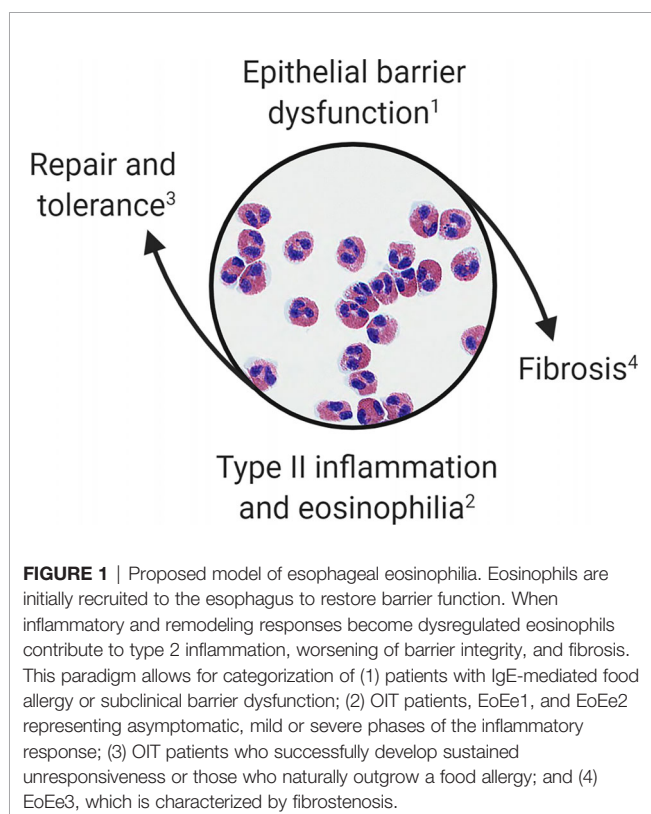 Epithelial barrier
dysfunction1
Repair and
tolerance3
Fibrosis4
Type II inflammation
and eosinophilia2
FIGURE 1 | Proposed model of esophageal eosinophilia. Eosinophils are
initially recruited to the esophagus to restore barrier function. When
inflammatory and remodeling responses become dysregulated eosinophils
contribute to type 2 inflammation, worsening of barrier integrity, and fibrosis.
This paradigm allows for categorization of (1) patients with IgE-mediated food
allergy or subclinical barrier dysfunction; (2) OIT patients, EoEe1, and EoEe2
representing asymptomatic, mild or severe phases of the inflammatory
response; (3) OIT patients who successfully develop sustained
unresponsiveness or those who naturally outgrow a food allergy; and (4)
EoEe3, which is characterized by fibrostenosis.